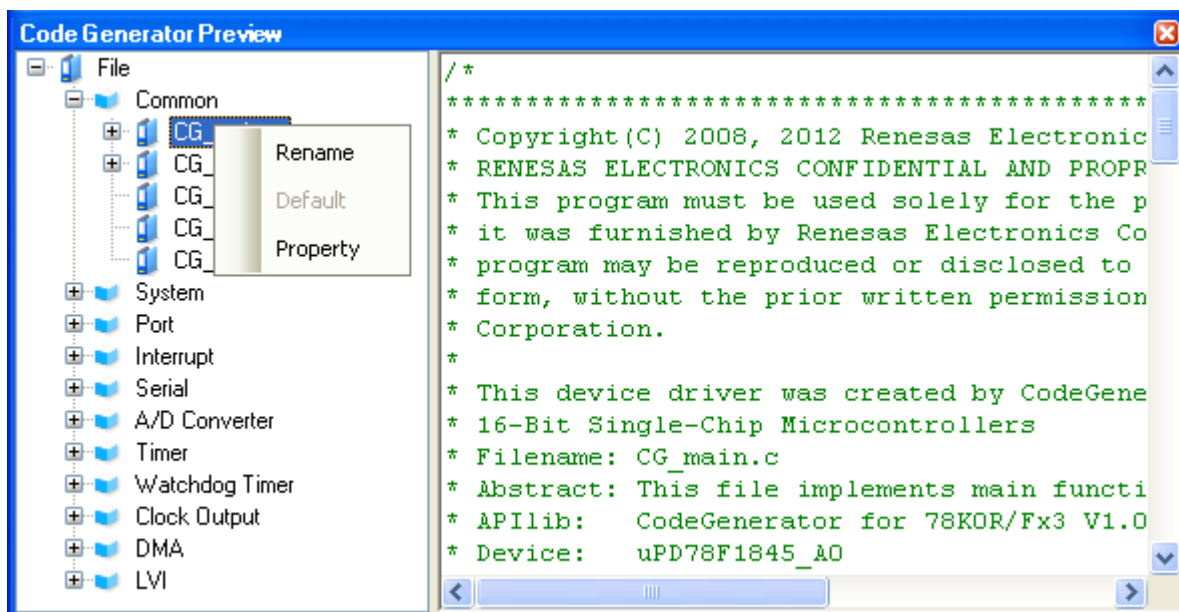 Code Generator Preview
File
Common
CG_
CG_
CG_
CG_
CG_
Rename
Default
Property
System
Port
Interrupt
Serial
A/D Converter
Timer
Watchdog Timer
Clock Output
DMA
LVI
/*
*******************************************
* Copyright(C) 2008, 2012 Renesas Electronic
* RENESAS ELECTRONICS CONFIDENTIAL AND PROPR
* This program must be used solely for the p
* it was furnished by Renesas Electronics Co
* program may be reproduced or disclosed to
* form, without the prior written permission
* Corporation.
*
* This device driver was created by CodeGene
* 16-Bit Single-Chip Microcontrollers
* Filename: CG_main.c
* Abstract: This file implements main functi
* APIlib: CodeGenerator for 78K0R/Fx3 V1.0
* Device: uPD78F1845_A0